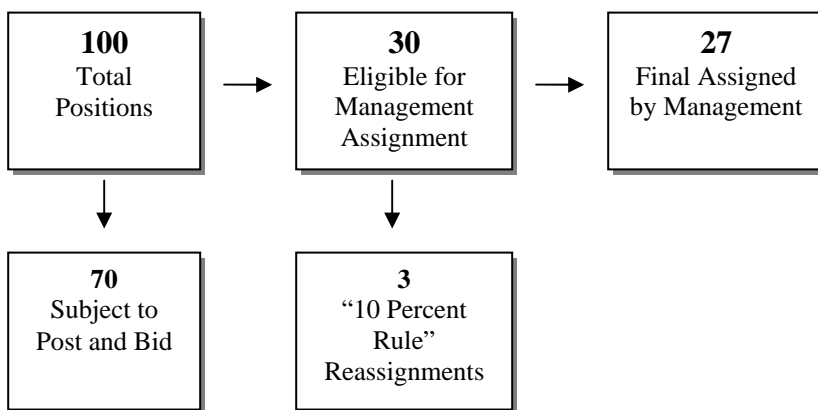 100
Total
Positions
30
Eligible for
Management
Assignment
27
Final Assigned
by Management
70
Subject to
Post and Bid
3
“10 Percent
Rule”
Reassignments